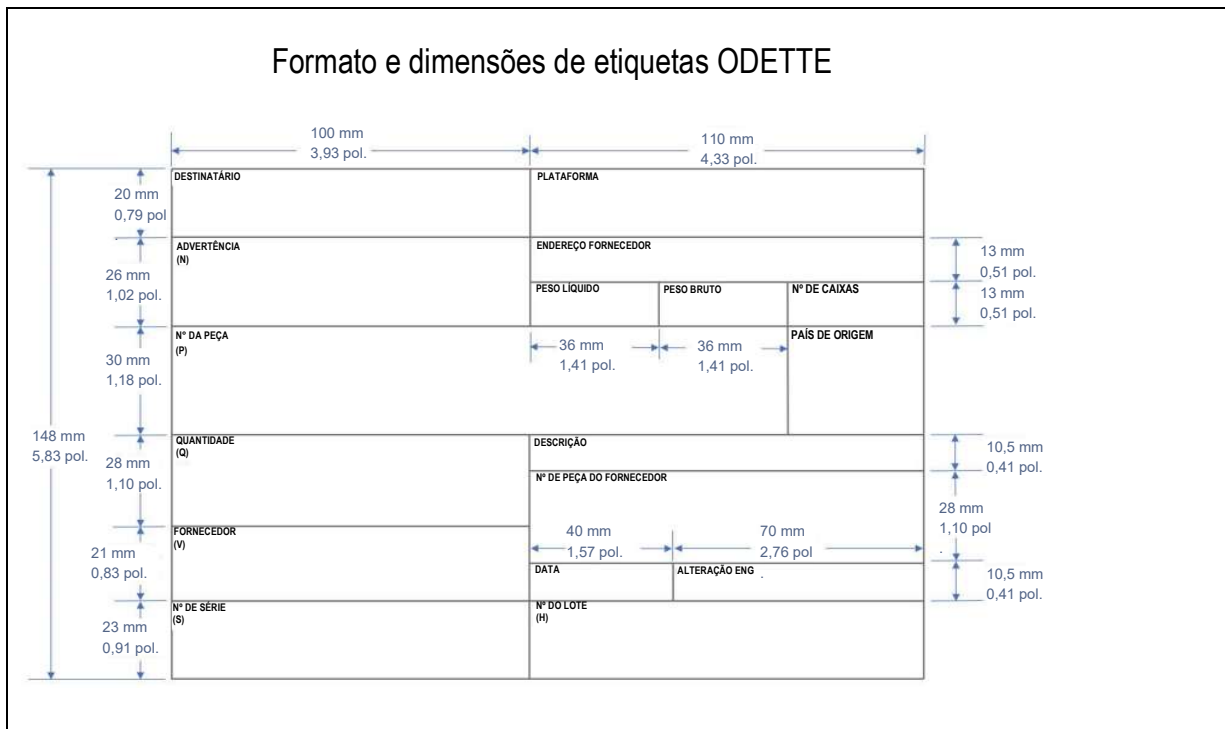 Formato e dimensões de etiquetas ODETTE
100 mm
3,93 pol.
110 mm
4,33 pol.
DESTINATÁRIO
PLATAFORMA
20 mm
0,79 pol
.
ADVERTÊNCIA
(N)
ENDEREÇO FORNECEDOR
13 mm
0,51 pol.
26 mm
1,02 pol.
PESO LÍQUIDO
PESO BRUTO
Nº DE CAIXAS
13 mm
0,51 pol.
Nº DA PEÇA
(P)
36 mm
1,41 pol.
36 mm
1,41 pol.
PAÍS DE ORIGEM
30 mm
1,18 pol.
148 mm
5,83 pol.
QUANTIDADE
(Q)
DESCRIÇÃO
10,5 mm
0,41 pol.
28 mm
1,10 pol.
Nº DE PEÇA DO FORNECEDOR
28 mm
1,10 pol
.
FORNECEDOR
(V)
40 mm
1,57 pol.
70 mm
2,76 pol
.
21 mm
0,83 pol.
DATA
ALTERAÇÃO ENG
10,5 mm
0,41 pol.
Nº DE SÉRIE
(S)
Nº DO LOTE
(H)
23 mm
0,91 pol.